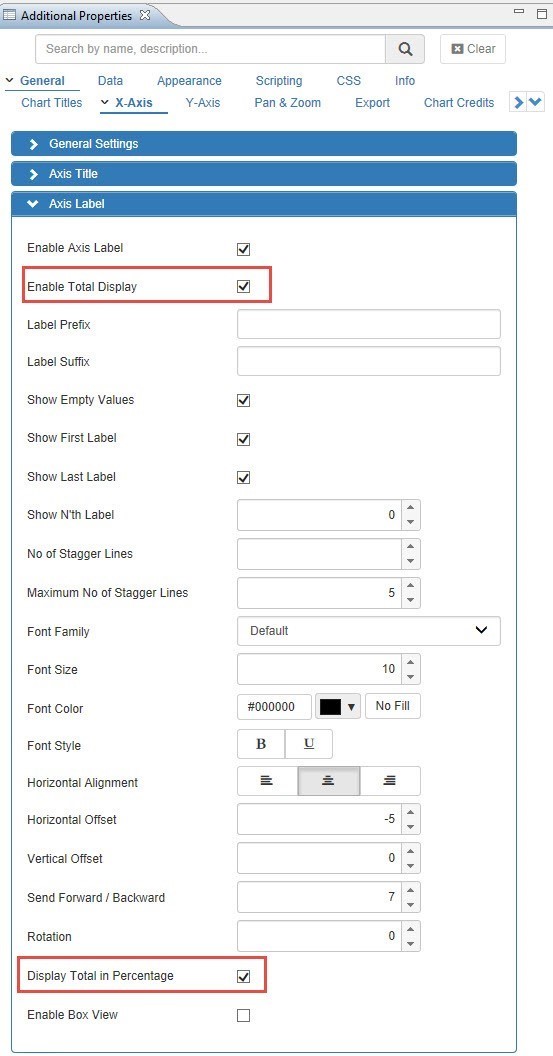 Additional Properties
Search by name, description... Clear
General Data Appearance Scripting CSS Info
Chart Titles X-Axis Y-Axis Pan & Zoom Export Chart Credits
General Settings
Axis Title
Axis Label
Enable Axis Label
Enable Total Display
Label Prefix
Label Suffix
Show Empty Values
Show First Label
Show Last Label
Show N'th Label 0
No of Stagger Lines
Maximum No of Stagger Lines 5
Font Family Default
Font Size 10
Font Color #000000 No Fill
Font Style B U
Horizontal Alignment
Horizontal Offset -5
Vertical Offset 0
Send Forward / Backward 7
Rotation 0
Display Total in Percentage
Enable Box View